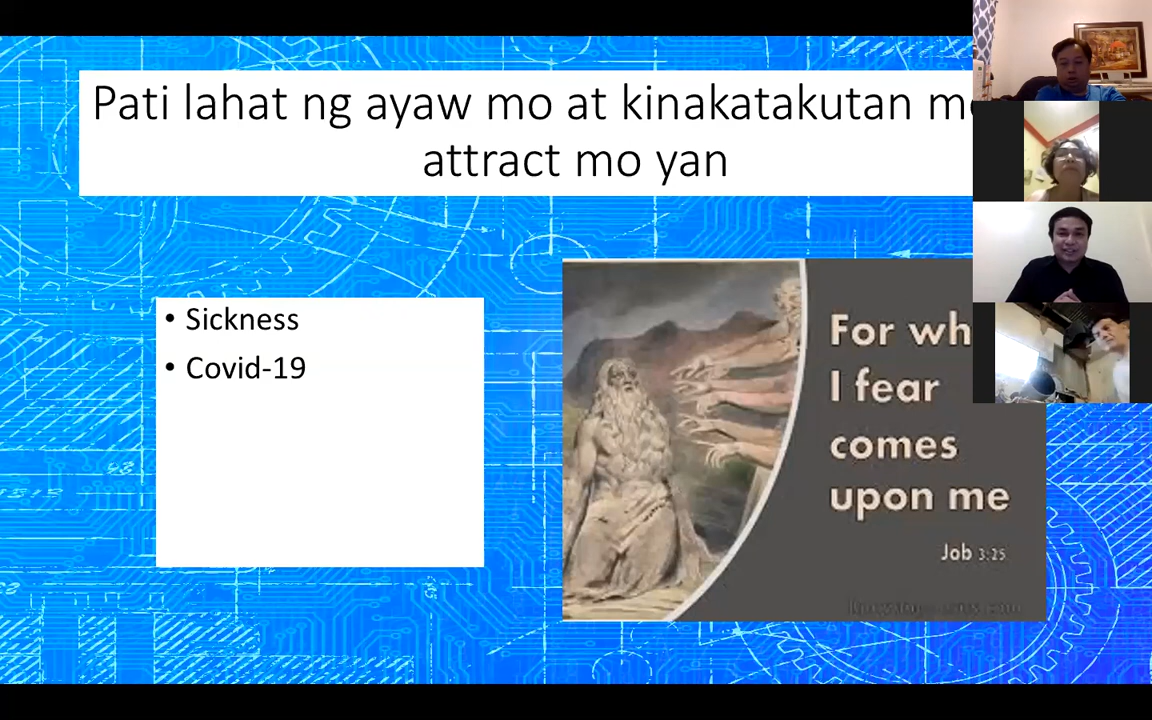 Pati lahat ng ayaw mo at kinakatakutan mo
attract mo yan
• Sickness
• Covid-19
For wh
I fear
comes
upon me
Job 3:25